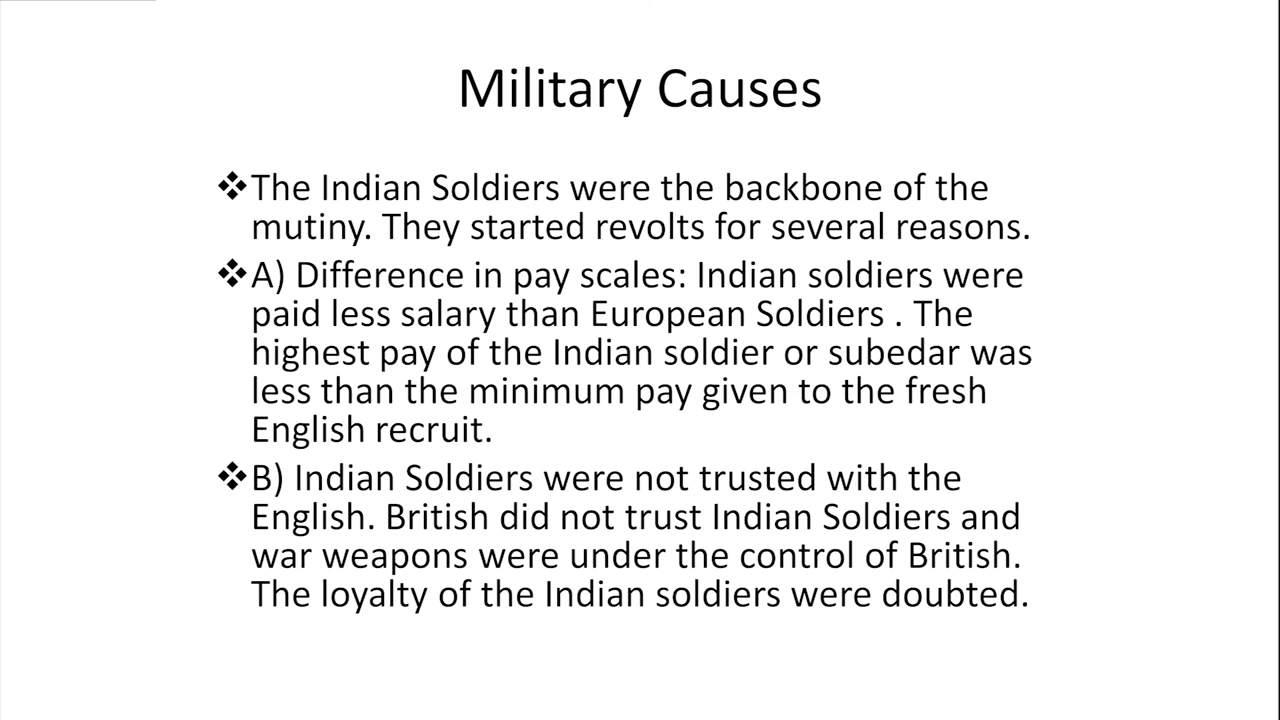 Military Causes
❖The Indian Soldiers were the backbone of the
mutiny. They started revolts for several reasons.
❖A) Difference in pay scales: Indian soldiers were
paid less salary than European Soldiers . The
highest pay of the Indian soldier or subedar was
less than the minimum pay given to the fresh
English recruit.
❖B) Indian Soldiers were not trusted with the
English. British did not trust Indian Soldiers and
war weapons were under the control of British.
The loyalty of the Indian soldiers were doubted.